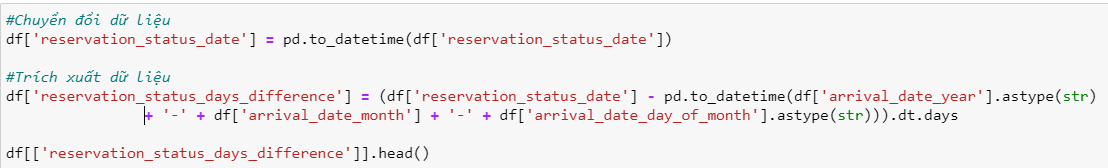 #Chuyển đổi dữ liệu
df['reservation_status_date'] = pd.to_datetime(df['reservation_status_date'])
#Trích xuất dữ liệu
df['reservation_status_days_difference'] = (df['reservation_status_date'] - pd.to_datetime(df['arrival_date_year'].astype(str)
+ '-' + df['arrival_date_month'] + '-' + df['arrival_date_day_of_month'].astype(str))).dt.days
df[['reservation_status_days_difference']].head()